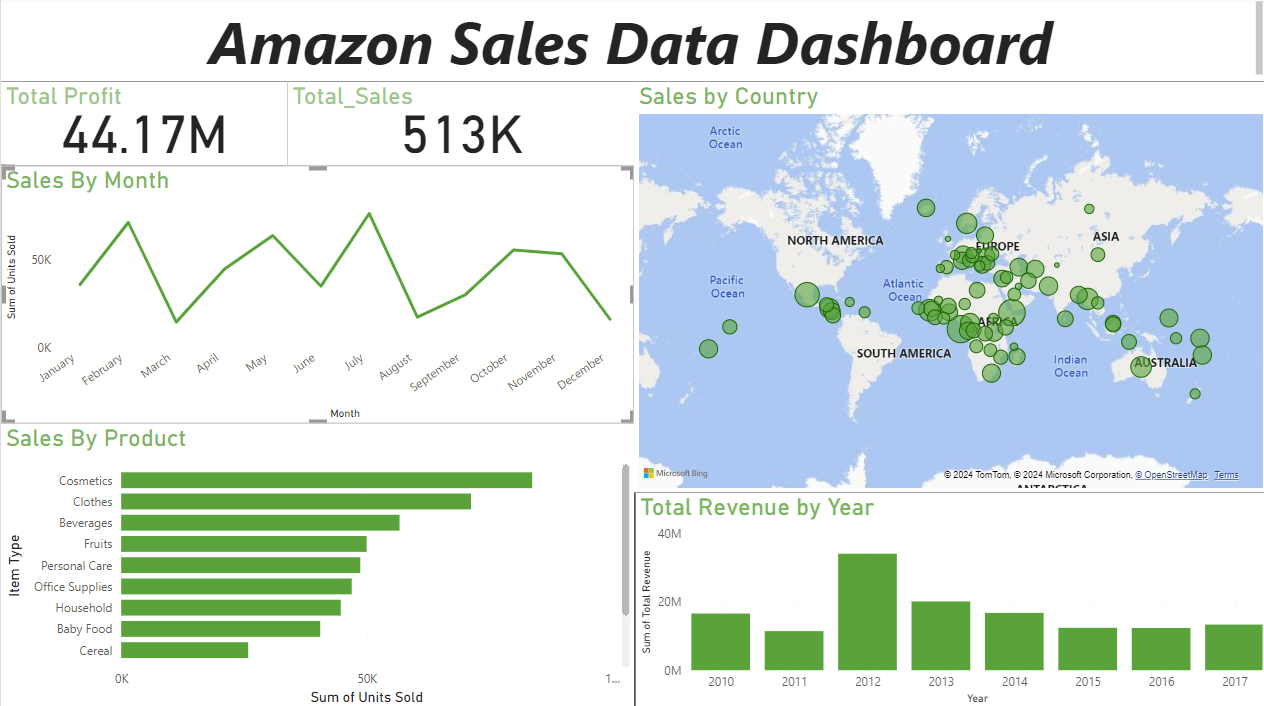 Amazon Sales Data Dashboard
Total Profit
44.17M
Total_Sales
513K
Sales By Month
Sum of Units Sold
50K
0K
January
February
March
April
May
June
July
August
September
October
November
December
Month
Sales By Product
Item Type
Cosmetics
Clothes
Beverages
Fruits
Personal Care
Office Supplies
Household
Baby Food
Cereal
0K
50K
1...
Sum of Units Sold
Sales by Country
Arctic
Ocean
NORTH AMERICA
EUROPE
ASIA
Pacific
Ocean
Atlantic
Ocean
AFRICA
SOUTH AMERICA
Indian
Ocean
AUSTRALIA
Microsoft Bing
© 2024 TomTom, © 2024 Microsoft Corporation, © OpenStreetMap Terms
ANTARCTICA
Total Revenue by Year
Sum of Total Revenue
40M
20M
0M
2010
2011
2012
2013
2014
2015
2016
2017
Year